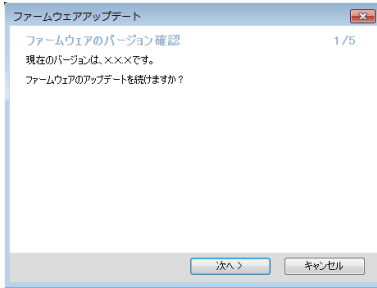 ファームウェアアップデート
ファームウェアのバージョン確認 1/5
現在のバージョンは、×××です。
ファームウェアのアップデートを続けますか？
次へ > キャンセル